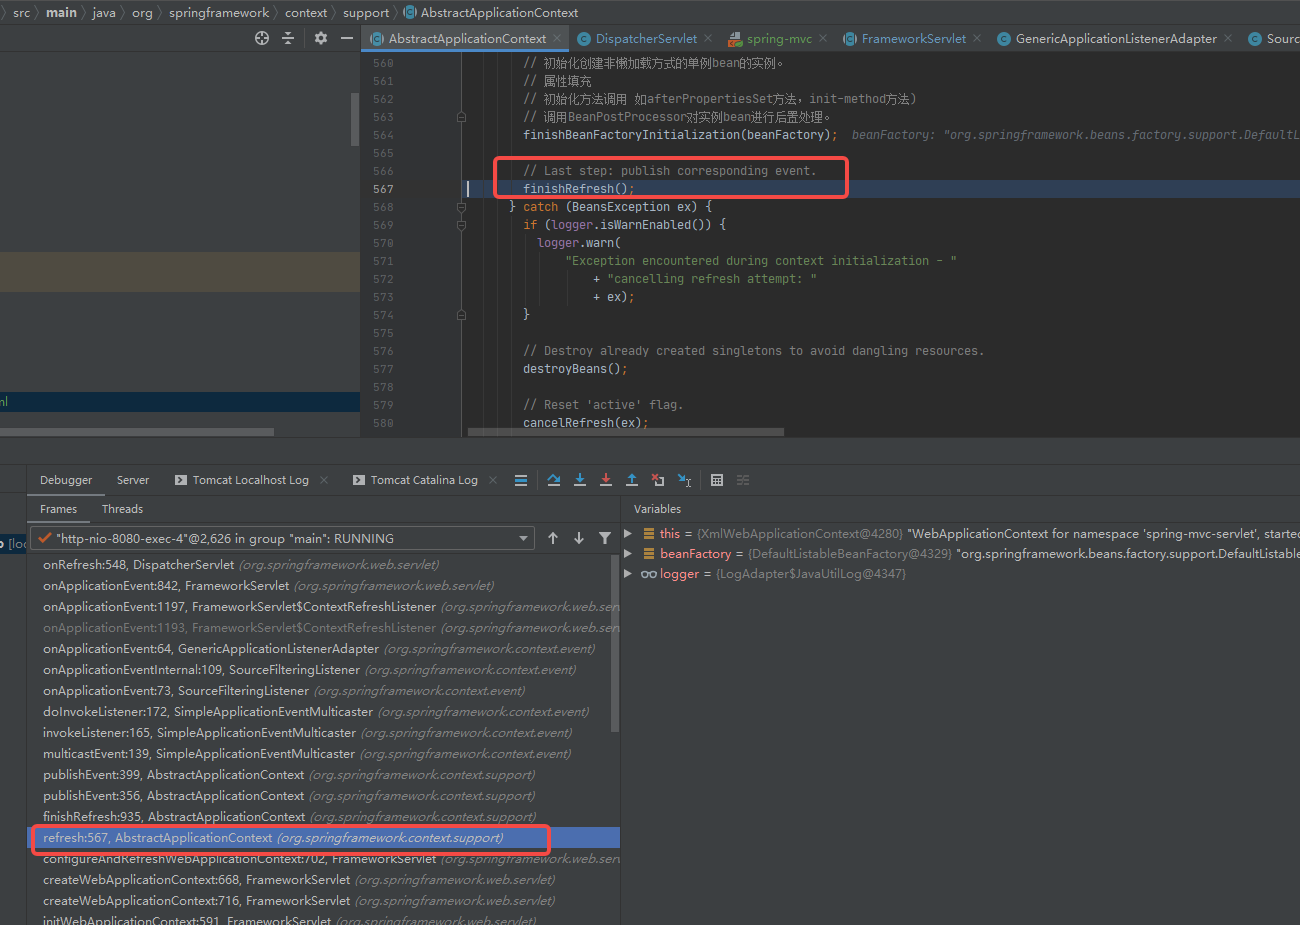 src › main › java › org › springframework › context › support › AbstractApplicationContext
AbstractApplicationContext × DispatcherServlet × spring-mvc × FrameworkServlet × GenericApplicationListenerAdapter × Sourc
560 // 初始化创建非懒加载方式的单例bean的实例。
561 // 属性填充
562 // 初始化方法调用 如afterPropertiesSet方法，init-method方法）
563 // 调用BeanPostProcessor对实例bean进行后置处理。
564 finishBeanFactoryInitialization(beanFactory); beanFactory: "org.springframework.beans.factory.support.DefaultL
565
566 // Last step: publish corresponding event.
567 finishRefresh();
568 } catch (BeansException ex) {
569 if (logger.isWarnEnabled()) {
570 logger.warn(
571 "Exception encountered during context initialization - "
572 + "cancelling refresh attempt: "
573 + ex);
574 }
575
576 // Destroy already created singletons to avoid dangling resources.
577 destroyBeans();
578
579 // Reset 'active' flag.
580 cancelRefresh(ex);
nl
Debugger Server Tomcat Localhost Log × Tomcat Catalina Log ×
Frames Threads
Variables
[loc
"http-nio-8080-exec-4"@2,626 in group "main": RUNNING
onRefresh:548, DispatcherServlet (org.springframework.web.servlet)
onApplicationEvent:842, FrameworkServlet (org.springframework.web.servlet)
onApplicationEvent:1197, FrameworkServlet$ContextRefreshListener (org.springframework.web.serv
onApplicationEvent:1193, FrameworkServlet$ContextRefreshListener (org.springframework.web.serv
onApplicationEvent:64, GenericApplicationListenerAdapter (org.springframework.context.event)
onApplicationEventInternal:109, SourceFilteringListener (org.springframework.context.event)
onApplicationEvent:73, SourceFilteringListener (org.springframework.context.event)
doInvokeListener:172, SimpleApplicationEventMulticaster (org.springframework.context.event)
invokeListener:165, SimpleApplicationEventMulticaster (org.springframework.context.event)
multicastEvent:139, SimpleApplicationEventMulticaster (org.springframework.context.event)
publishEvent:399, AbstractApplicationContext (org.springframework.context.support)
publishEvent:356, AbstractApplicationContext (org.springframework.context.support)
finishRefresh:935, AbstractApplicationContext (org.springframework.context.support)
refresh:567, AbstractApplicationContext (org.springframework.context.support)
configureAndRefreshWebApplicationContext:702, FrameworkServlet (org.springframework.web.serv
createWebApplicationContext:668, FrameworkServlet (org.springframework.web.servlet)
createWebApplicationContext:716, FrameworkServlet (org.springframework.web.servlet)
initWebApplicationContext:591, FrameworkServlet (org.springframework.web.servlet)
this = {XmlWebApplicationContext@4280} "WebApplicationContext for namespace 'spring-mvc-servlet', started
beanFactory = {DefaultListableBeanFactory@4329} "org.springframework.beans.factory.support.DefaultListable
logger = {LogAdapter$JavaUtilLog@4347}